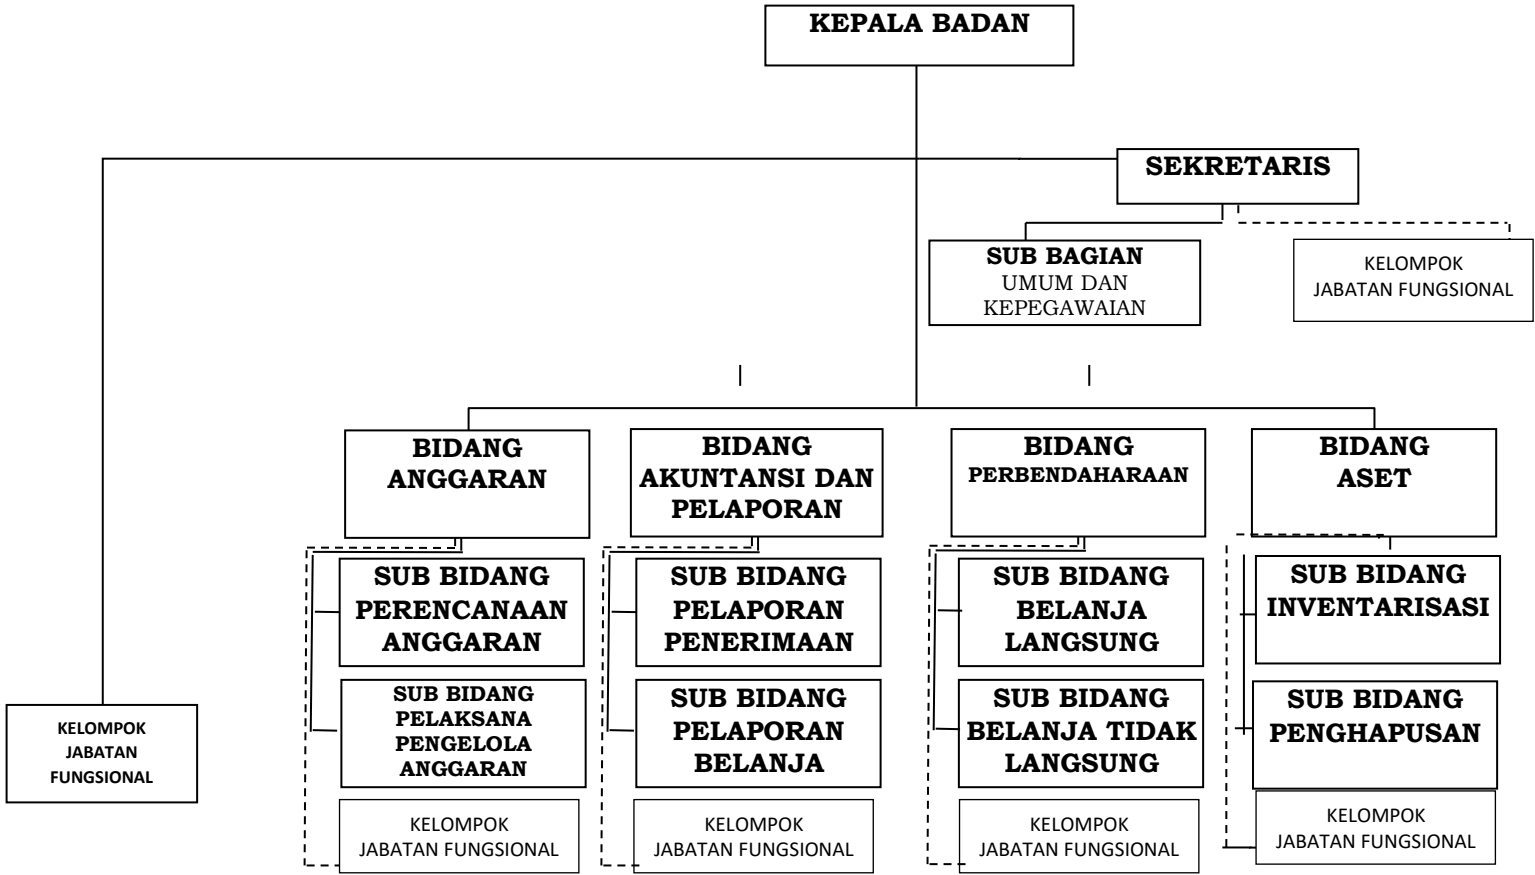 KEPALA BADAN
SEKRETARIS
SUB BAGIAN
UMUM DAN
KEPEGAWAIAN
KELOMPOK
JABATAN FUNGSIONAL
BIDANG
ANGGARAN
BIDANG
AKUNTANSI DAN
PELAPORAN
BIDANG
PERBENDAHARAAN
BIDANG
ASET
SUB BIDANG
PERENCANAAN
ANGGARAN
SUB BIDANG
PELAPORAN
PENERIMAAN
SUB BIDANG
BELANJA
LANGSUNG
SUB BIDANG
INVENTARISASI
KELOMPOK
JABATAN
FUNGSIONAL
SUB BIDANG
PELAKSANA
PENGELOLA
ANGGARAN
SUB BIDANG
PELAPORAN
BELANJA
SUB BIDANG
BELANJA TIDAK
LANGSUNG
SUB BIDANG
PENGHAPUSAN
KELOMPOK
JABATAN FUNGSIONAL
KELOMPOK
JABATAN FUNGSIONAL
KELOMPOK
JABATAN FUNGSIONAL
KELOMPOK
JABATAN FUNGSIONAL